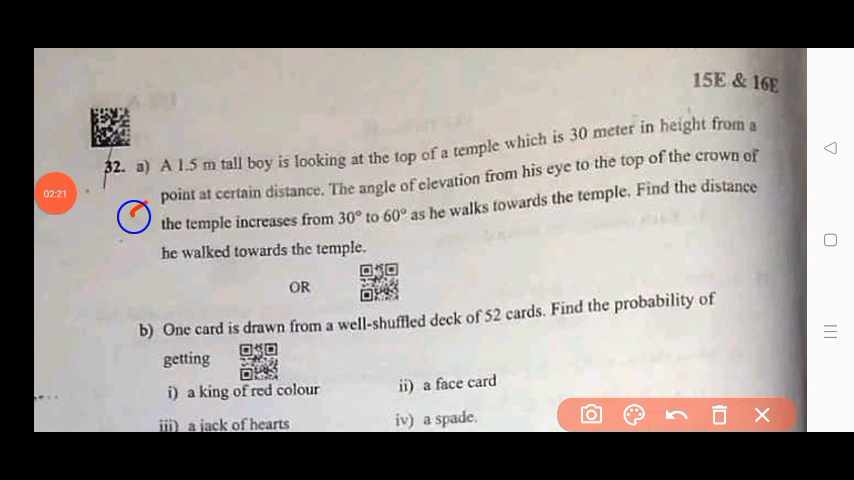 15E & 16E
32. a) A 1.5 m tall boy is looking at the top of a temple which is 30 meter in height from a
point at certain distance. The angle of elevation from his eye to the top of the crown of
the temple increases from 30° to 60° as he walks towards the temple. Find the distance
he walked towards the temple.
02:21
OR
b) One card is drawn from a well-shuffled deck of 52 cards. Find the probability of
getting
i) a king of red colour ii) a face card
iii) a jack of hearts iv) a spade.